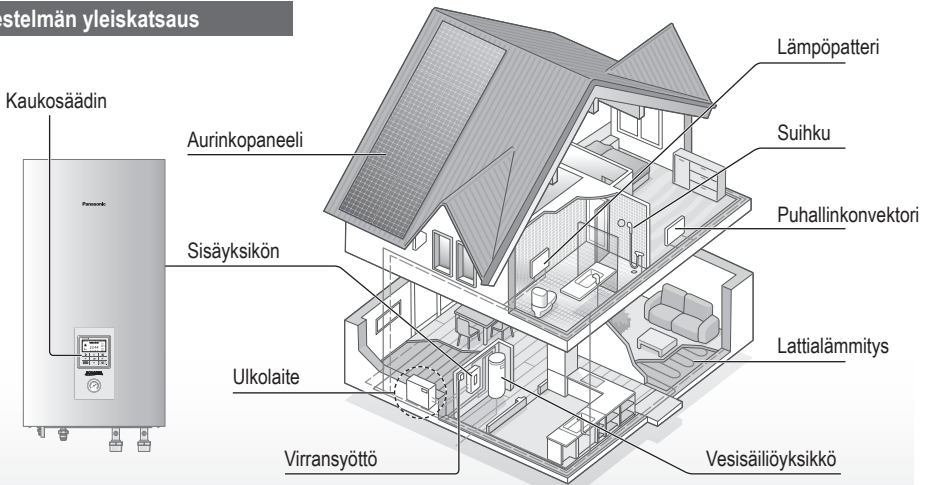 estelmän yleiskatsaus
Lämpöpatteri
Kaukosäädin
Aurinkopaneeli
Suihku
Panasonic
Puhallinkonvektori
Sisäyksikön
Lattialämmitys
Ulkolaite
Virransyöttö
Vesisäiliöyksikkö